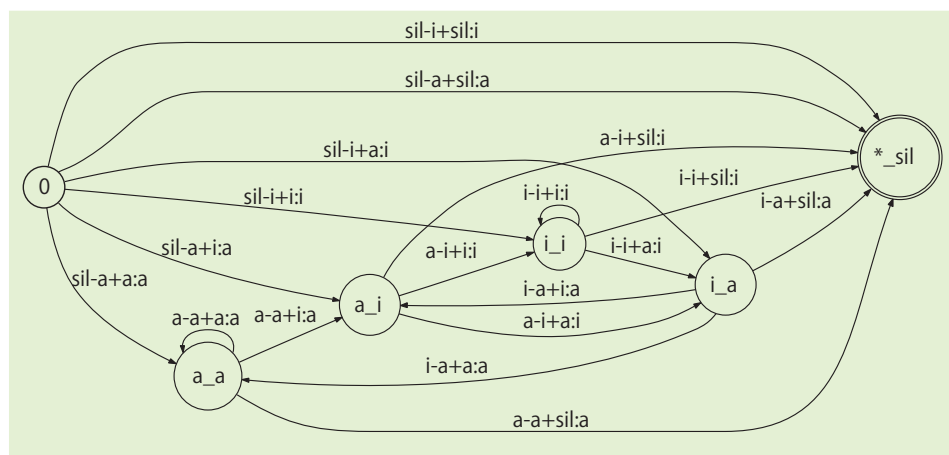 sil-i+sil:i
sil-a+sil:a
a-i+sil:i
sil-i+a:i
*_sil
0
i-i+sil:i
sil-i+i:i
i-i+i:i
i-a+sil:a
a-i+i:i
i_i
i-i+a:i
sil-a+i:a
sil-a+a:a
i_a
i-a+i:a
a_i
a-a+a:a
a-a+i:a
a-i+a:i
i-a+a:a
a_a
a-a+sil:a